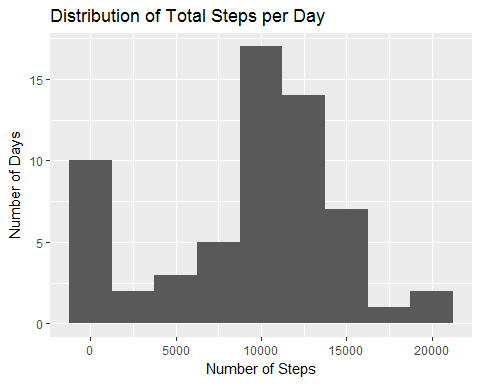 Distribution of Total Steps per Day
Number of Days
15
10
5
0
0 5000 10000 15000 20000
Number of Steps